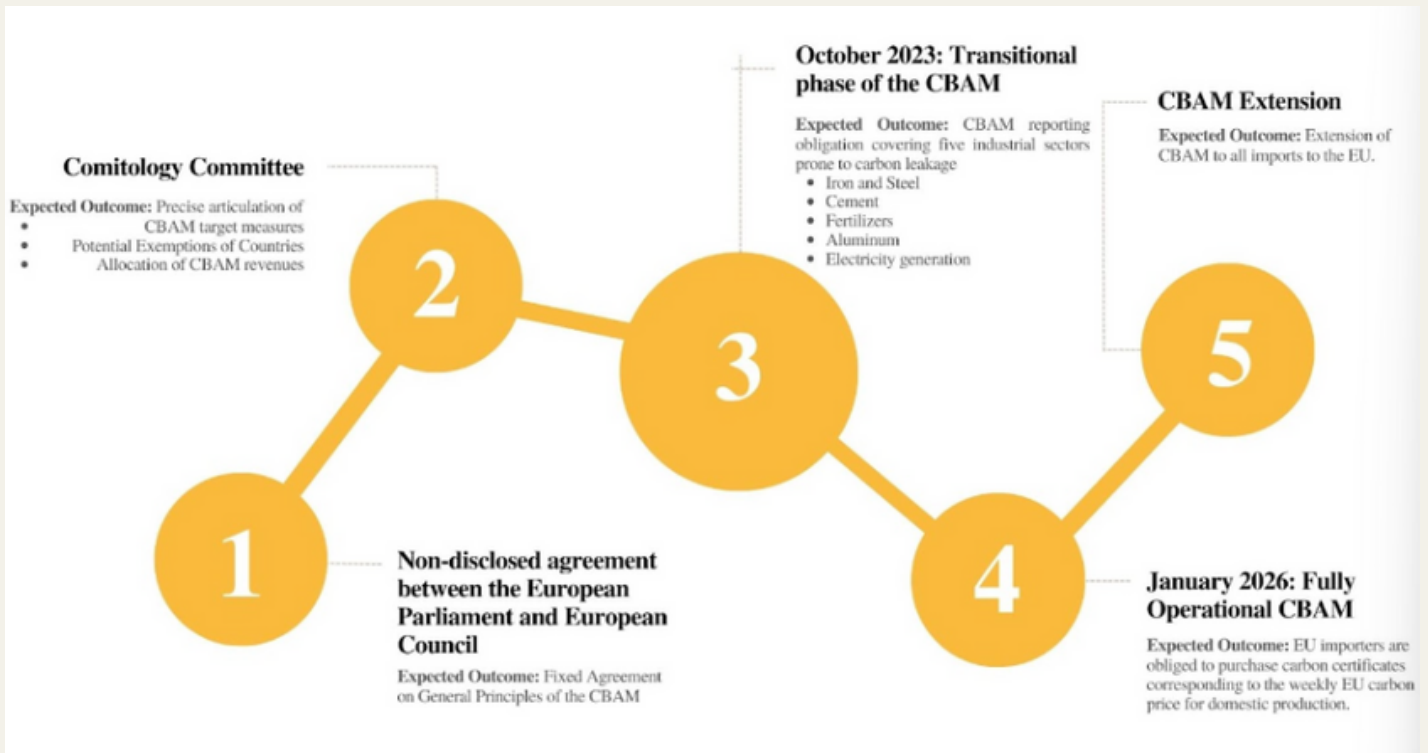 1
Non-disclosed agreement
between the European
Parliament and European
Council
Expected Outcome: Fixed Agreement
on General Principles of the CBAM
2
Comitology Committee
Expected Outcome: Precise articulation of
• CBAM target measures
• Potential Exemptions of Countries
• Allocation of CBAM revenues
3
October 2023: Transitional
phase of the CBAM
Expected Outcome: CBAM reporting
obligation covering five industrial sectors
prone to carbon leakage
• Iron and Steel
• Cement
• Fertilizers
• Aluminum
• Electricity generation
4
January 2026: Fully
Operational CBAM
Expected Outcome: EU importers are
obliged to purchase carbon certificates
corresponding to the weekly EU carbon
price for domestic production.
5
CBAM Extension
Expected Outcome: Extension of
CBAM to all imports to the EU.